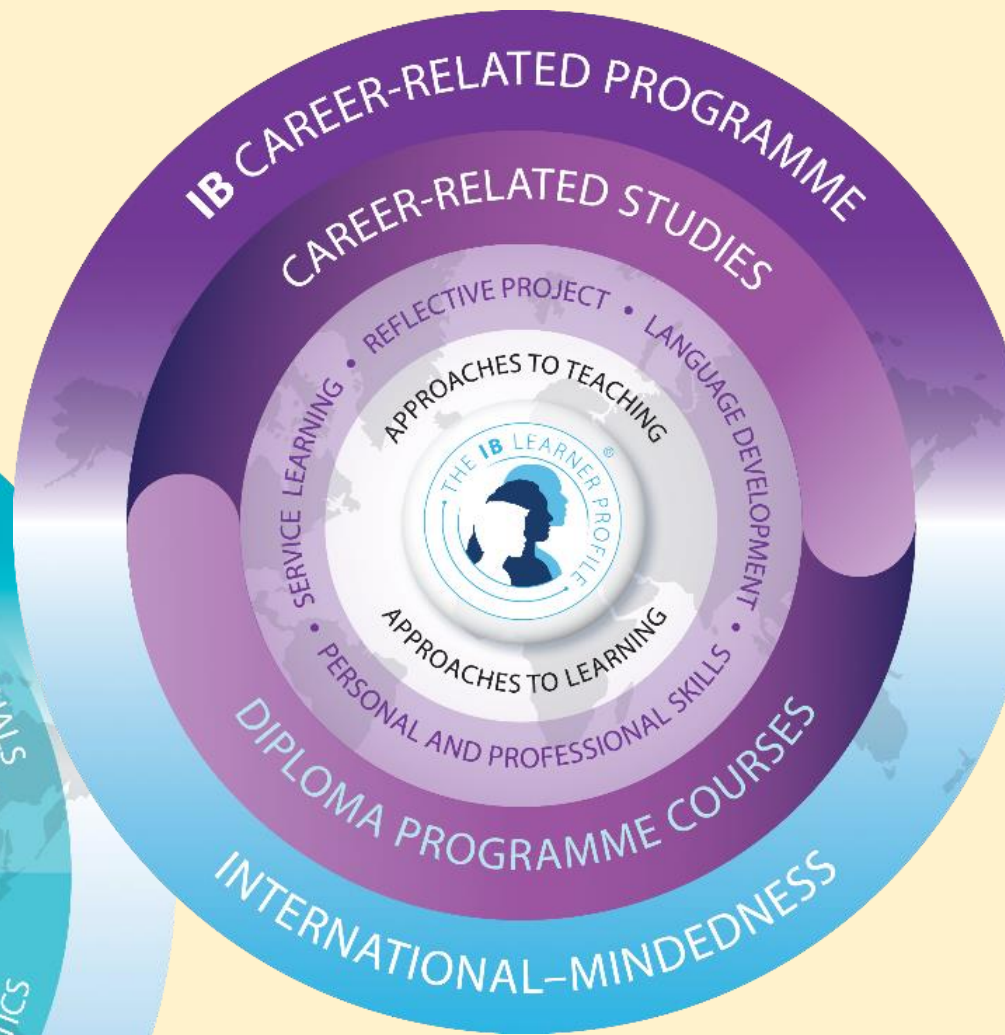 IB CAREER-RELATED PROGRAMME
CAREER-RELATED STUDIES
SERVICE LEARNING • REFLECTIVE PROJECT • LANGUAGE DEVELOPMENT •
• PERSONAL AND PROFESSIONAL SKILLS
APPROACHES TO TEACHING
THE IB LEARNER PROFILE®
APPROACHES TO LEARNING
DIPLOMA PROGRAMME COURSES
INTERNATIONAL–MINDEDNESS